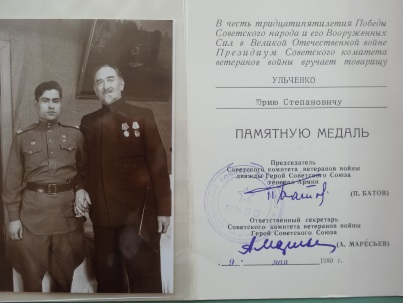 В честь тридцатипятилетия Победы
Советского народа и его Вооруженных
Сил в Великой Отечественной войне
Президиум Советского комитета
ветеранов войны вручает товарищу
УЛЬЧЕНКО
Юрию Степановичу
ПАМЯТНУЮ МЕДАЛЬ
Председатель
Советского комитета ветеранов войны
дважды Герой Советского Союза
генерал Армии
(П. БАТОВ)
Ответственный секретарь
Советского комитета ветеранов войны
Герой Советского Союза
(А. МАРЕСЬЕВ)
" 9 " мая 1980 г.